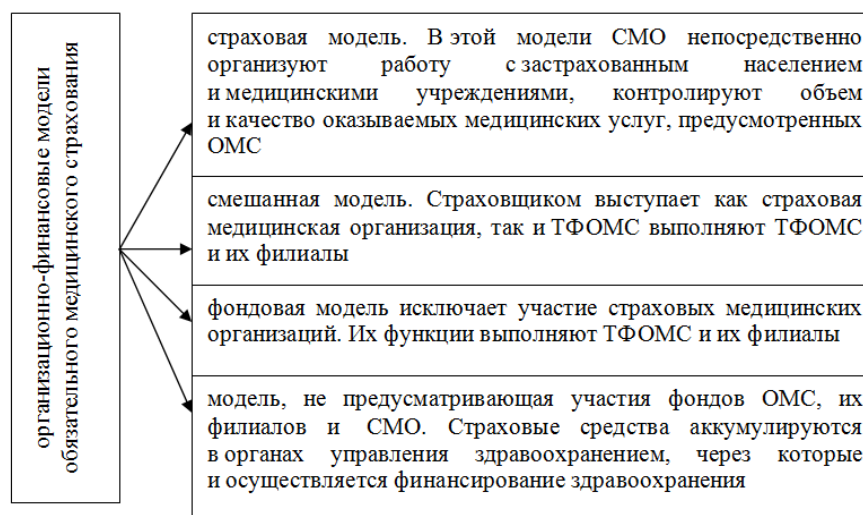 организационно-финансовые модели
обязательного медицинского страхования
страховая модель. В этой модели СМО непосредственно
организуют работу с застрахованным населением
и медицинскими учреждениями, контролируют объем
и качество оказываемых медицинских услуг, предусмотренных
ОМС
смешанная модель. Страховщиком выступает как страховая
медицинская организация, так и ТФОМС выполняют ТФОМС
и их филиалы
фондовая модель исключает участие страховых медицинских
организаций. Их функции выполняют ТФОМС и их филиалы
модель, не предусматривающая участия фондов ОМС, их
филиалов и СМО. Страховые средства аккумулируются
в органах управления здравоохранением, через которые
и осуществляется финансирование здравоохранения